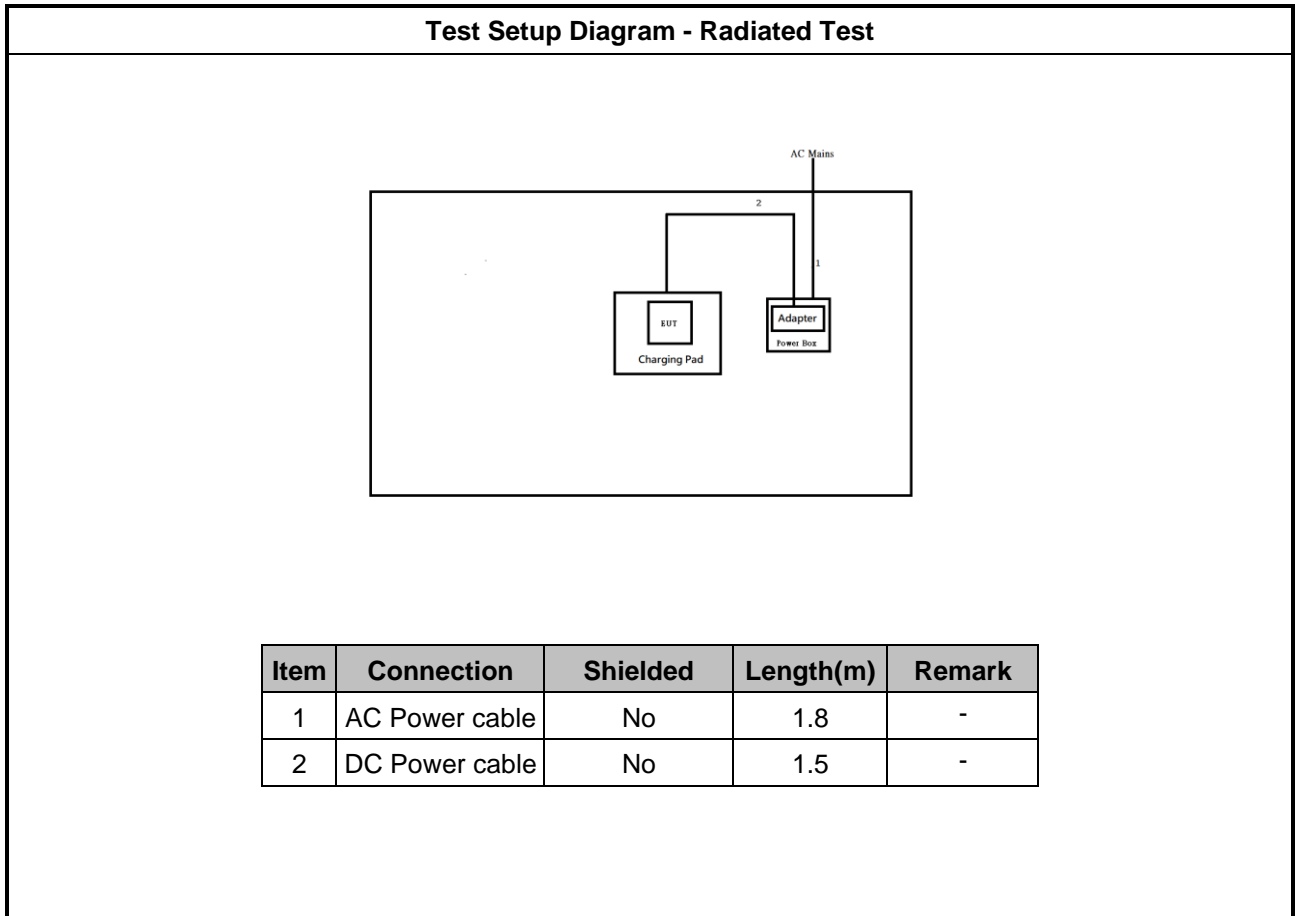 Test Setup Diagram - Radiated Test
AC Mains
2
1
EUT
Charging Pad
Adapter
Power Box
Item Connection Shielded Length(m) Remark
1 AC Power cable No 1.8 -
2 DC Power cable No 1.5 -